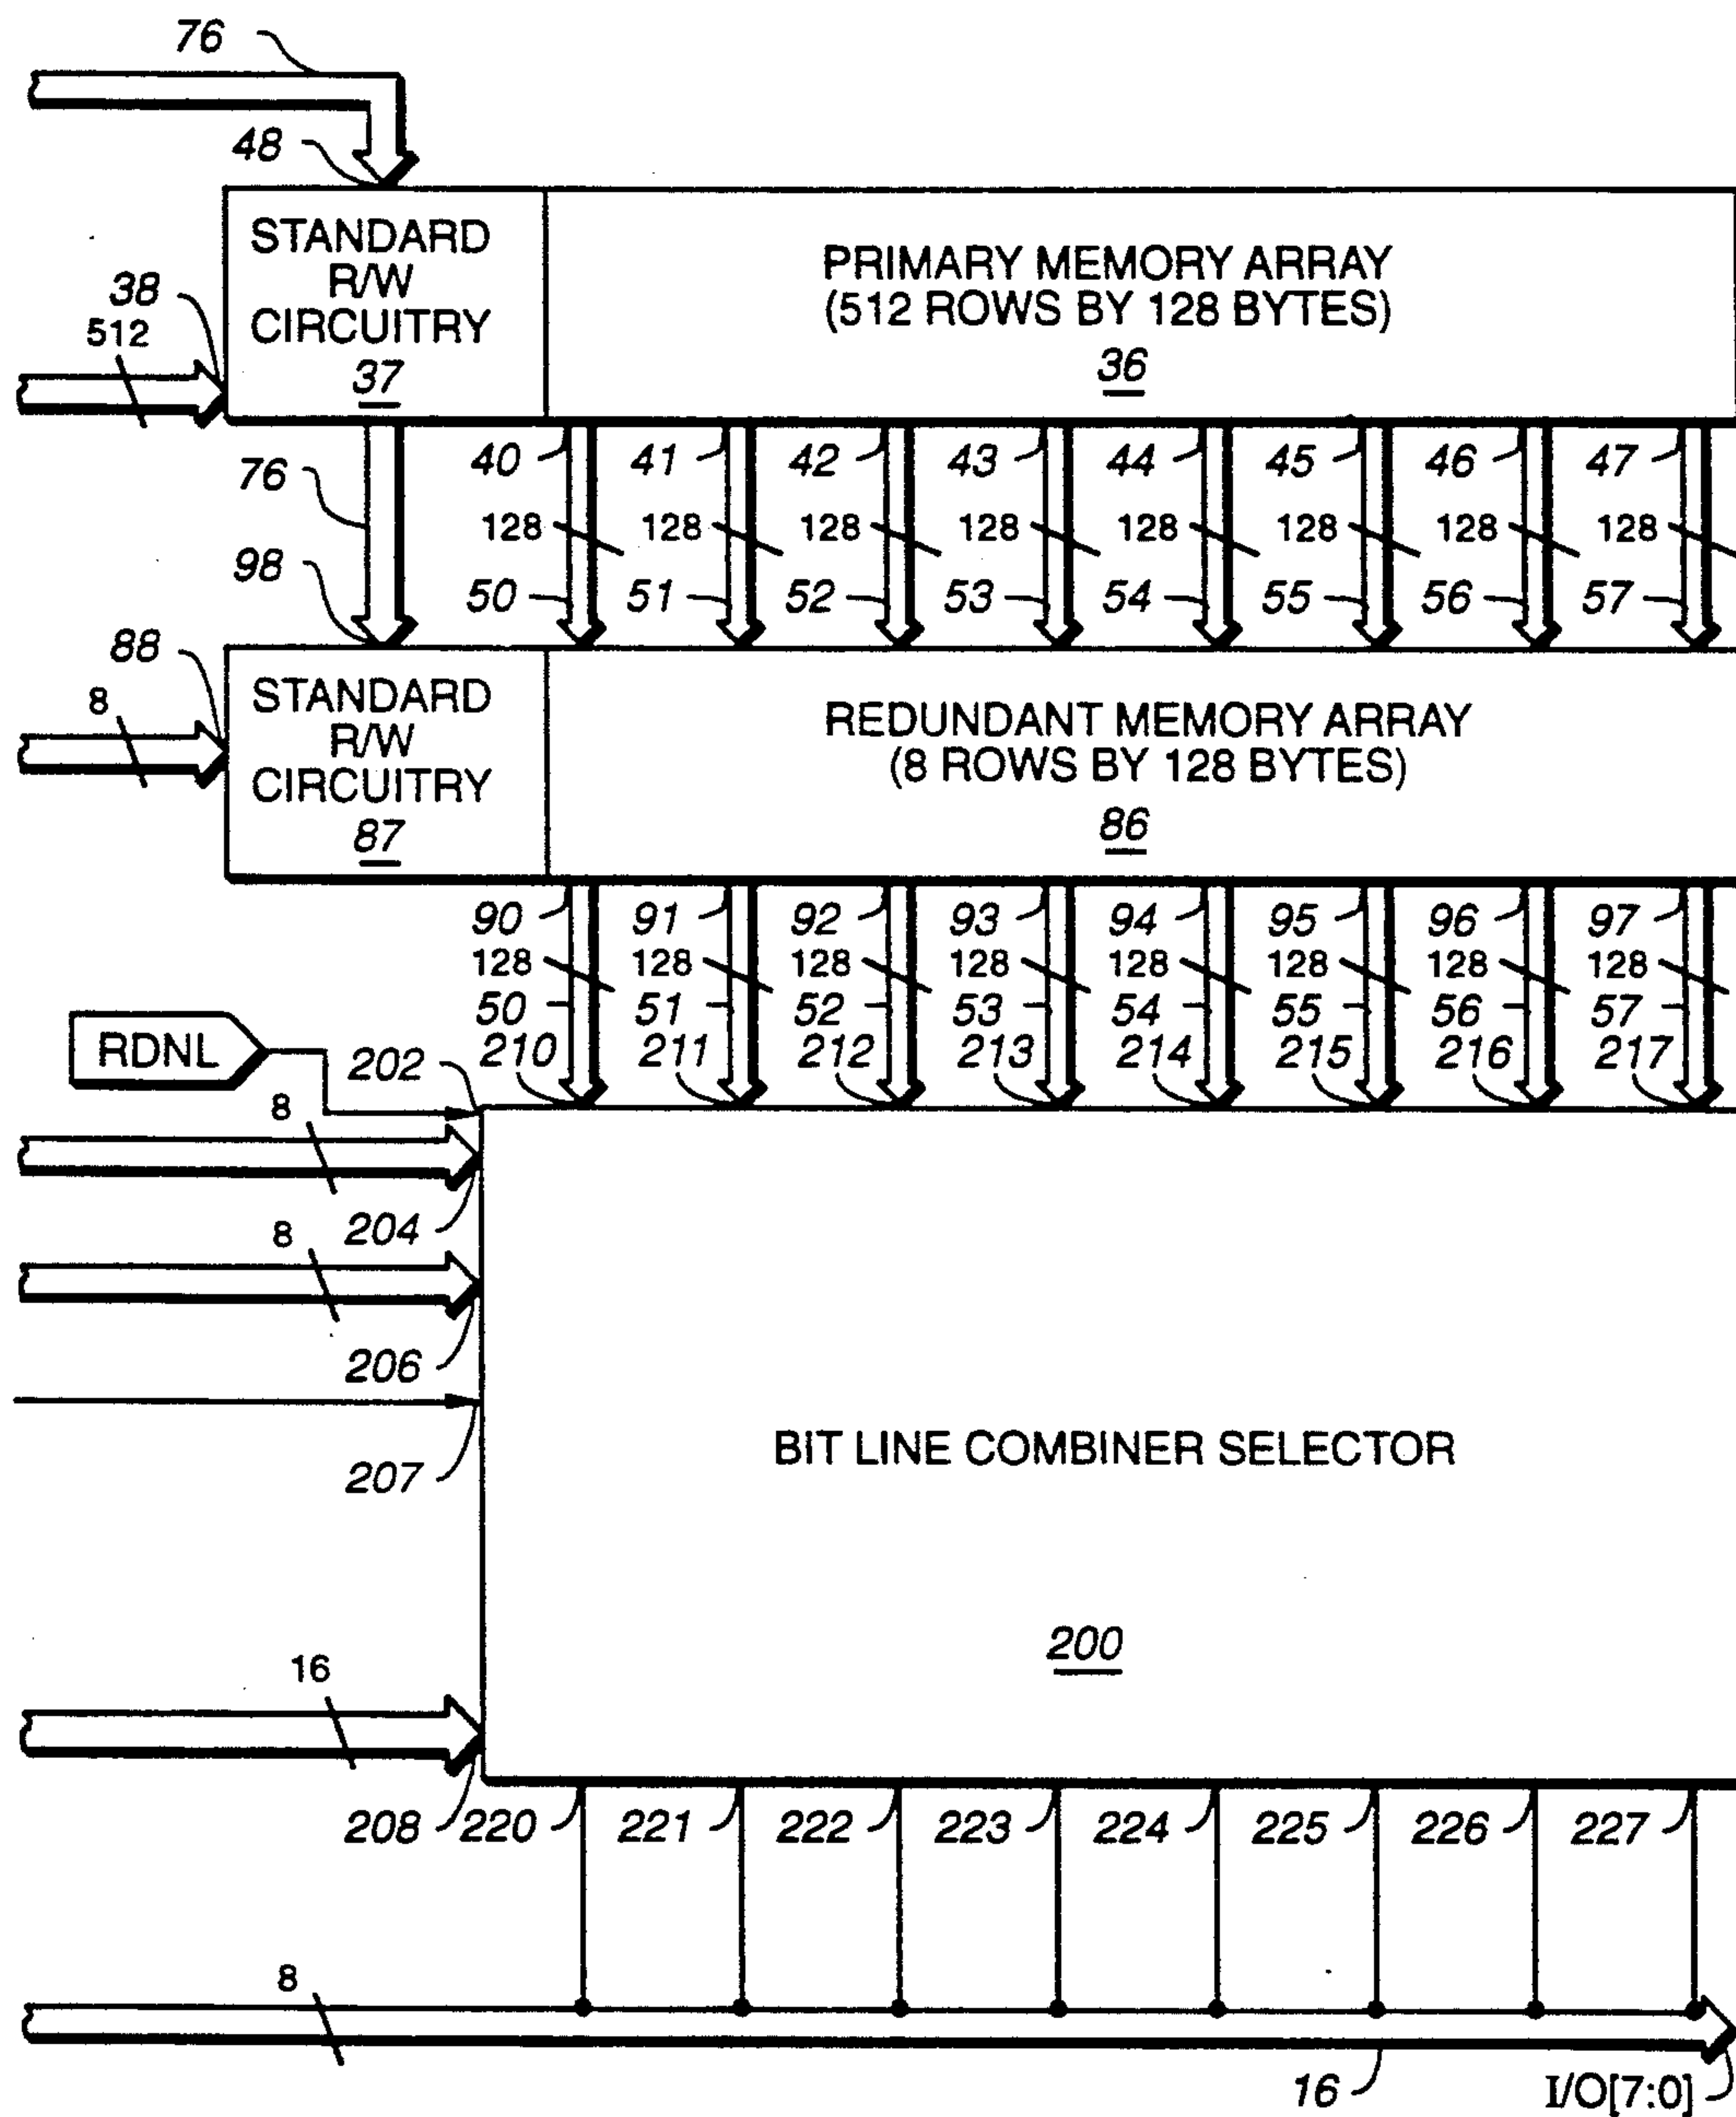 76
48
STANDARD
R/W
CIRCUITRY
37
PRIMARY MEMORY ARRAY
(512 ROWS BY 128 BYTES)
36
38
512
40 41 42 43 44 45 46 47
76
128 128 128 128 128 128 128 128
98
50 51 52 53 54 55 56 57
88
8
STANDARD
R/W
CIRCUITRY
87
REDUNDANT MEMORY ARRAY
(8 ROWS BY 128 BYTES)
86
90 91 92 93 94 95 96 97
128 128 128 128 128 128 128 128
50 51 52 53 54 55 56 57
RDNL
202
210 211 212 213 214 215 216 217
8
204
8
206
207
BIT LINE COMBINER SELECTOR
200
16
208 220 221 222 223 224 225 226 227
8
16
I/O[7:0]